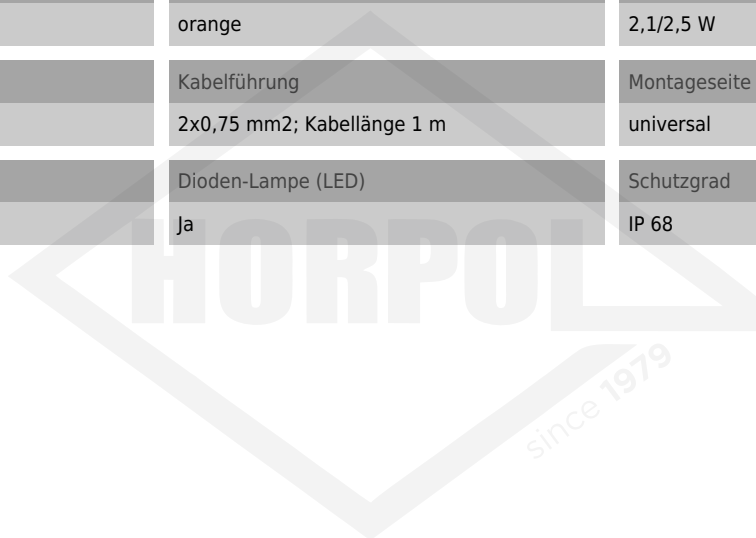 orange 2,1/2,5 W
Kabelführung Montageseite
2x0,75 mm2; Kabellänge 1 m universal
Dioden-Lampe (LED) Schutzgrad
Ja IP 68
HORPOL
since 1979